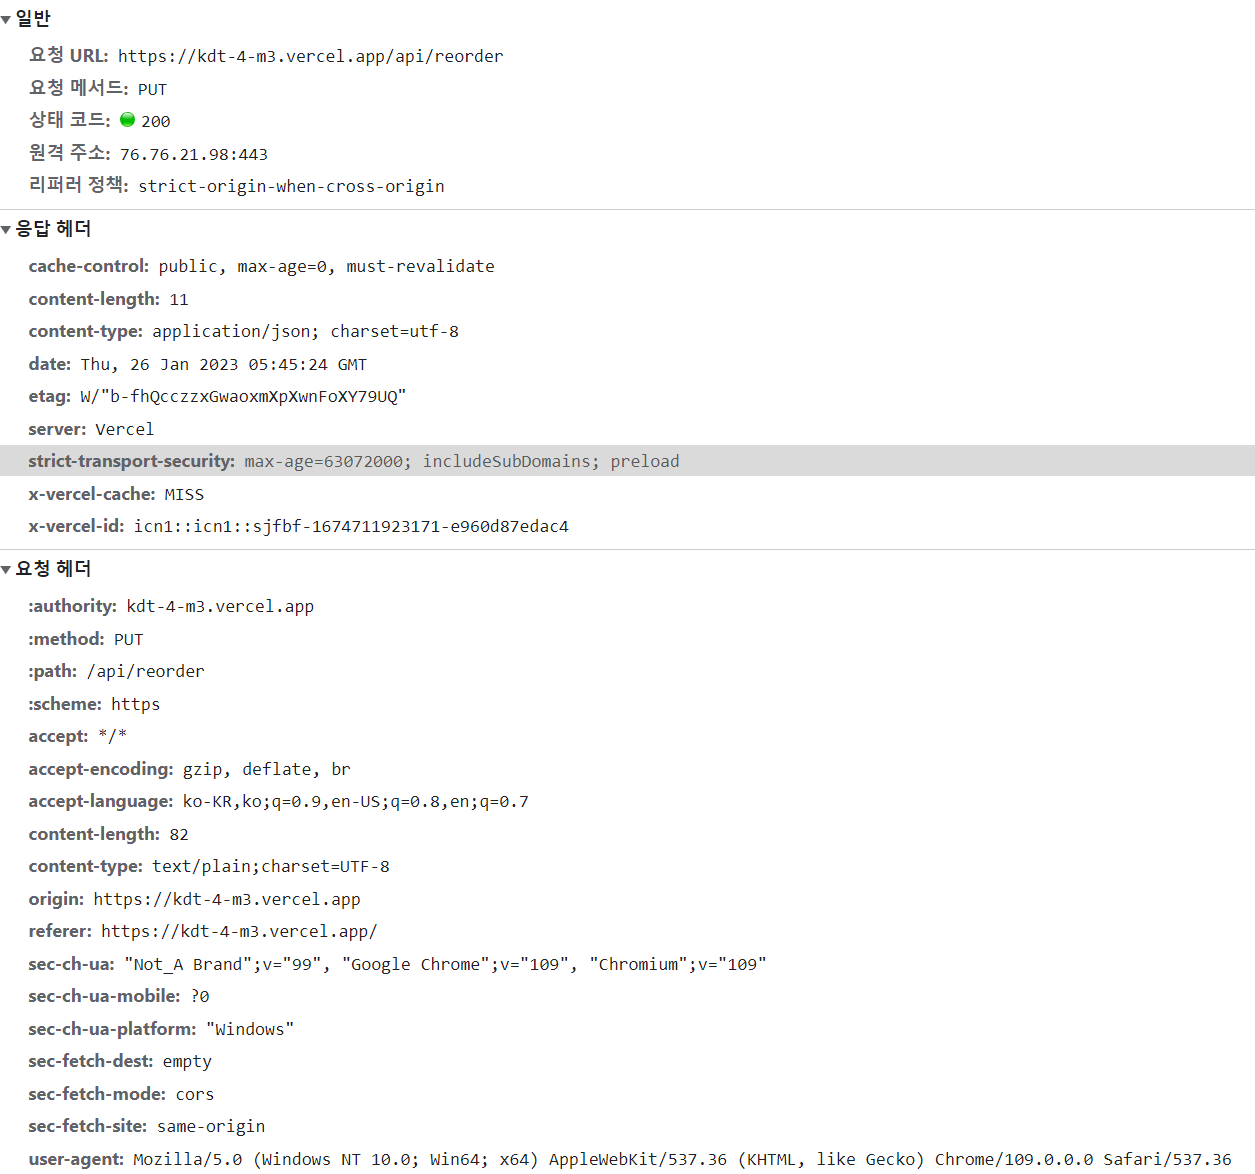 일반
요청 URL: https://kdt-4-m3.vercel.app/api/reorder
요청 메서드: PUT
상태 코드: 200
원격 주소: 76.76.21.98:443
리퍼러 정책: strict-origin-when-cross-origin
응답 헤더
cache-control: public, max-age=0, must-revalidate
content-length: 11
content-type: application/json; charset=utf-8
date: Thu, 26 Jan 2023 05:45:24 GMT
etag: W/"b-fhQcczzxGwaoxmXpXwnFoXY79UQ"
server: Vercel
strict-transport-security: max-age=63072000; includeSubDomains; preload
x-vercel-cache: MISS
x-vercel-id: icn1::icn1::sjfbf-1674711923171-e960d87edac4
요청 헤더
:authority: kdt-4-m3.vercel.app
:method: PUT
:path: /api/reorder
:scheme: https
accept: */*
accept-encoding: gzip, deflate, br
accept-language: ko-KR,ko;q=0.9,en-US;q=0.8,en;q=0.7
content-length: 82
content-type: text/plain;charset=UTF-8
origin: https://kdt-4-m3.vercel.app
referer: https://kdt-4-m3.vercel.app/
sec-ch-ua: "Not_A Brand";v="99", "Google Chrome";v="109", "Chromium";v="109"
sec-ch-ua-mobile: ?0
sec-ch-ua-platform: "Windows"
sec-fetch-dest: empty
sec-fetch-mode: cors
sec-fetch-site: same-origin
user-agent: Mozilla/5.0 (Windows NT 10.0; Win64; x64) AppleWebKit/537.36 (KHTML, like Gecko) Chrome/109.0.0.0 Safari/537.36